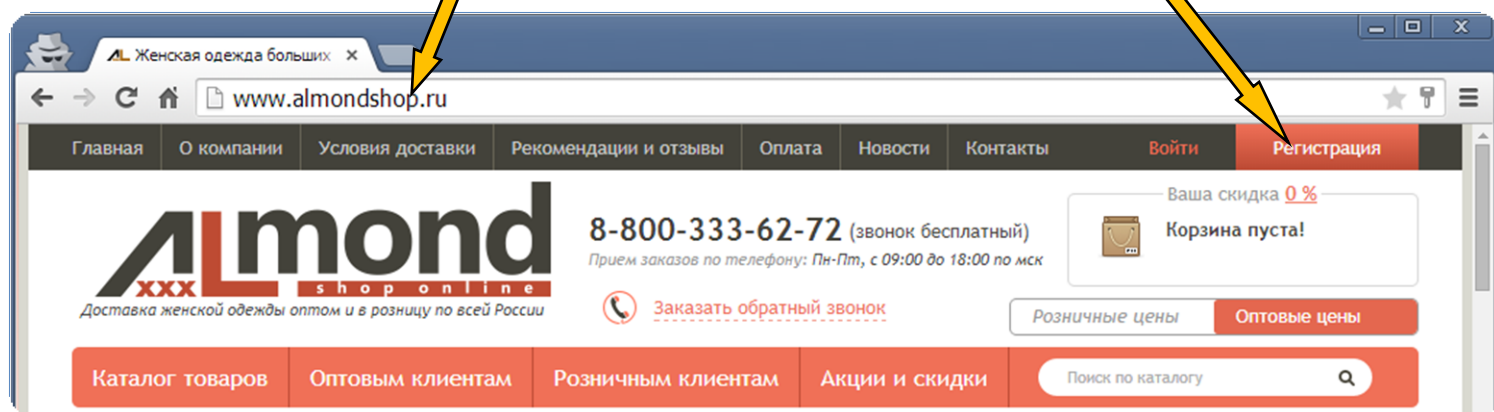 AL Женская одежда больших
www.almondshop.ru
Главная О компании Условия доставки Рекомендации и отзывы Оплата Новости Контакты Войти Регистрация
Ваша скидка 0 %
Корзина пуста!
ALmond
xxx shop online
Доставка женской одежды оптом и в розницу по всей России
8-800-333-62-72 (звонок бесплатный)
Прием заказов по телефону: Пн-Пт, с 09:00 до 18:00 по мск
Заказать обратный звонок
Розничные цены Оптовые цены
Каталог товаров Оптовым клиентам Розничным клиентам Акции и скидки Поиск по каталогу